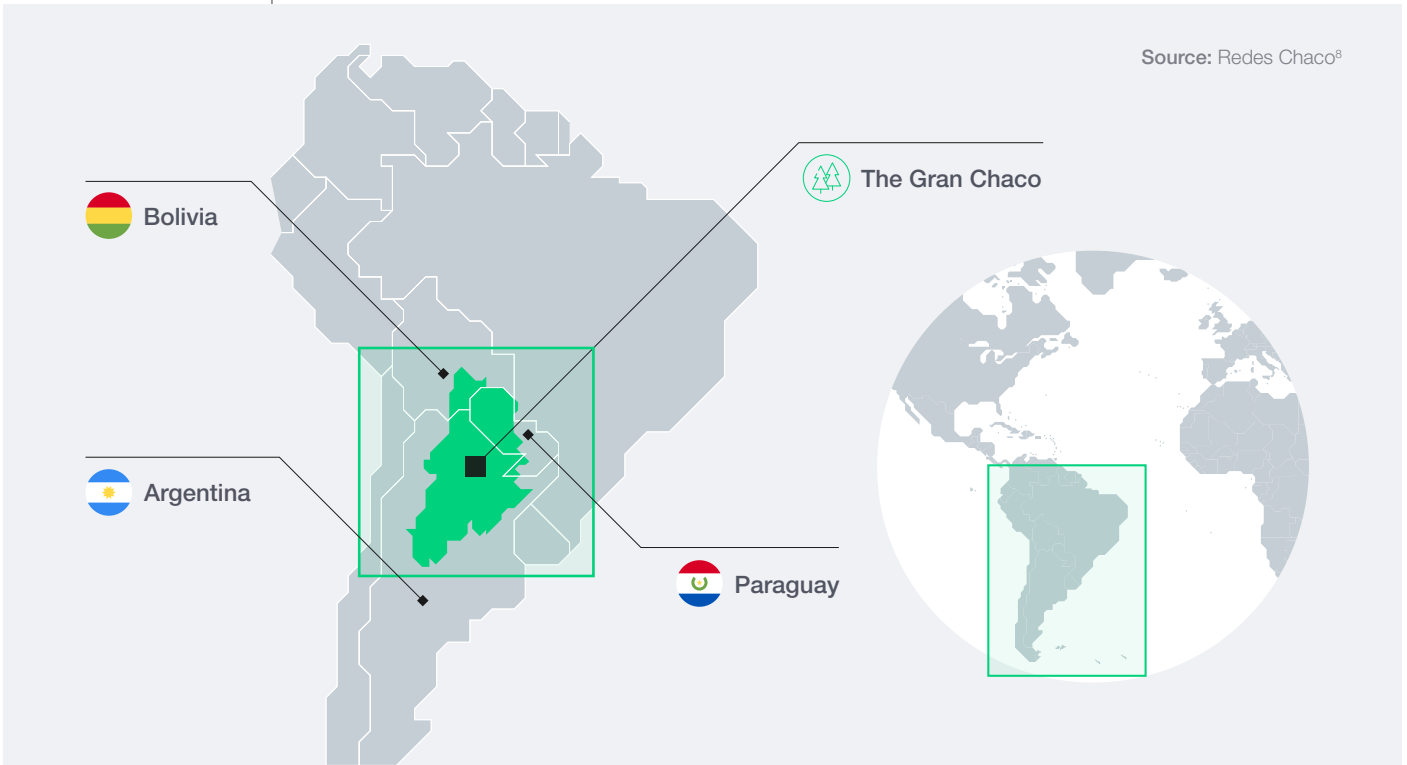 Source: Redes Chaco⁸
The Gran Chaco
Bolivia
Argentina
Paraguay